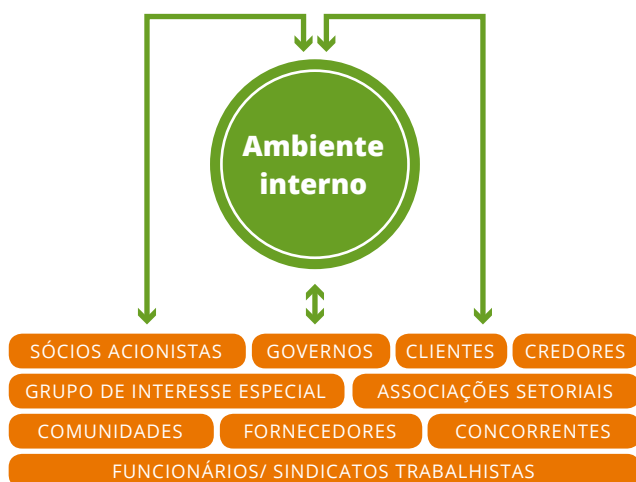 Ambiente
interno
SÓCIOS ACIONISTAS
GOVERNOS
CLIENTES
CREDORES
GRUPO DE INTERESSE ESPECIAL
ASSOCIAÇÕES SETORIAIS
COMUNIDADES
FORNECEDORES
CONCORRENTES
FUNCIONÁRIOS/ SINDICATOS TRABALHISTAS